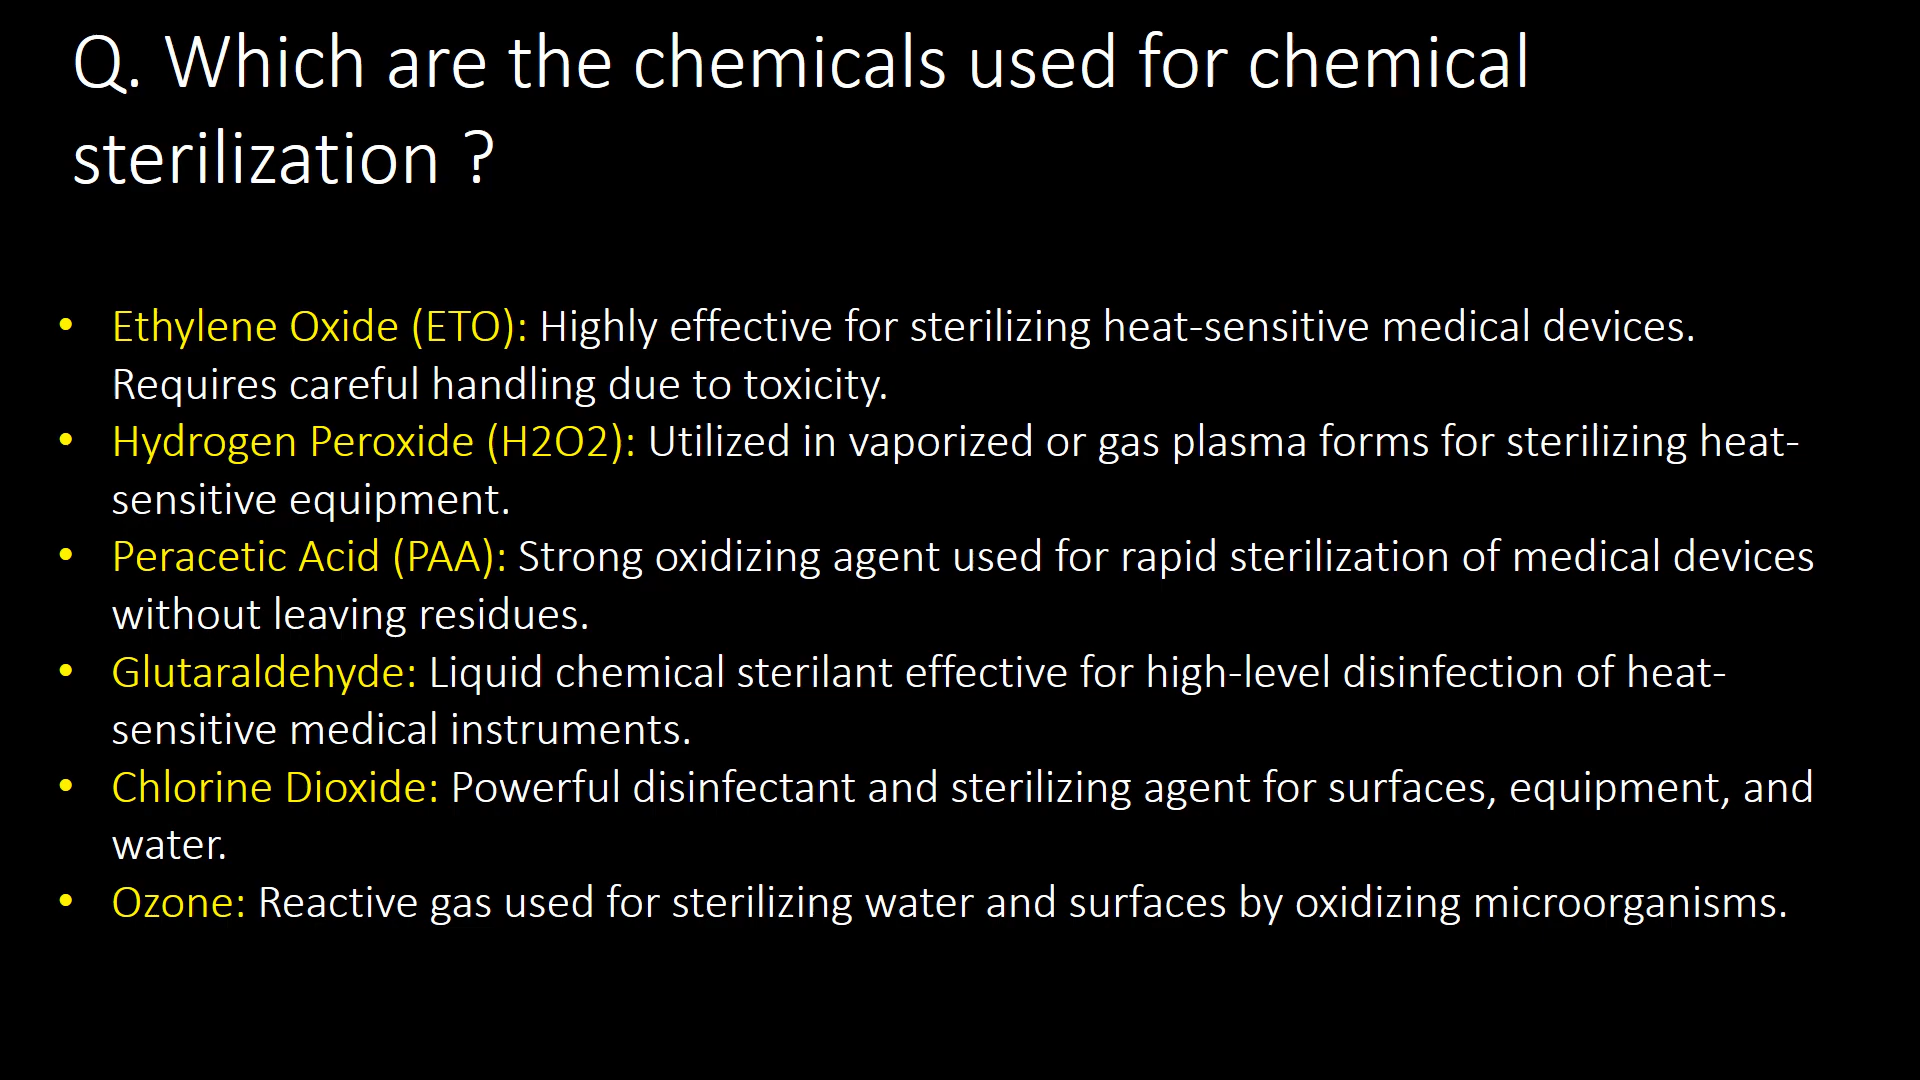 Q. Which are the chemicals used for chemical
sterilization ?
• Ethylene Oxide (ETO): Highly effective for sterilizing heat-sensitive medical devices.
Requires careful handling due to toxicity.
• Hydrogen Peroxide (H2O2): Utilized in vaporized or gas plasma forms for sterilizing heat-
sensitive equipment.
• Peracetic Acid (PAA): Strong oxidizing agent used for rapid sterilization of medical devices
without leaving residues.
• Glutaraldehyde: Liquid chemical sterilant effective for high-level disinfection of heat-
sensitive medical instruments.
• Chlorine Dioxide: Powerful disinfectant and sterilizing agent for surfaces, equipment, and
water.
• Ozone: Reactive gas used for sterilizing water and surfaces by oxidizing microorganisms.